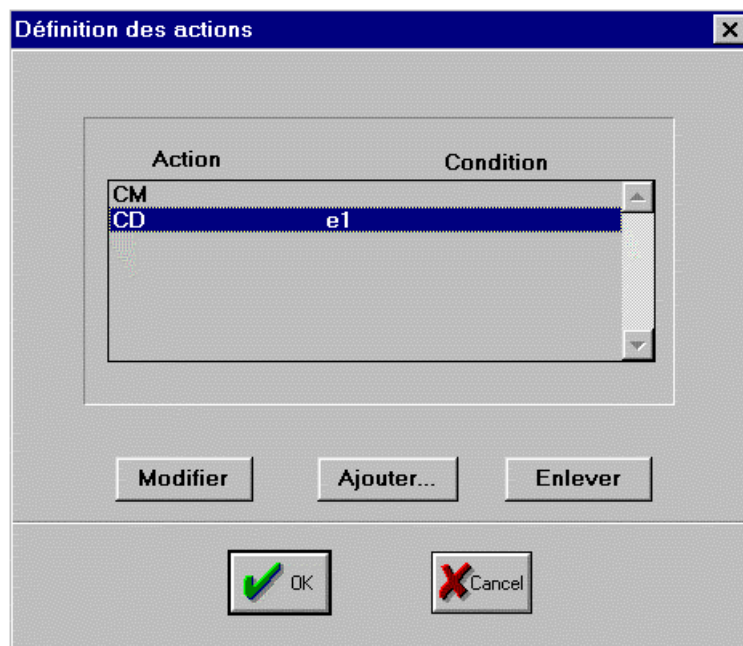 Définition des actions
Action Condition
CM
CD e1
Modifier Ajouter... Enlever
OK Cancel